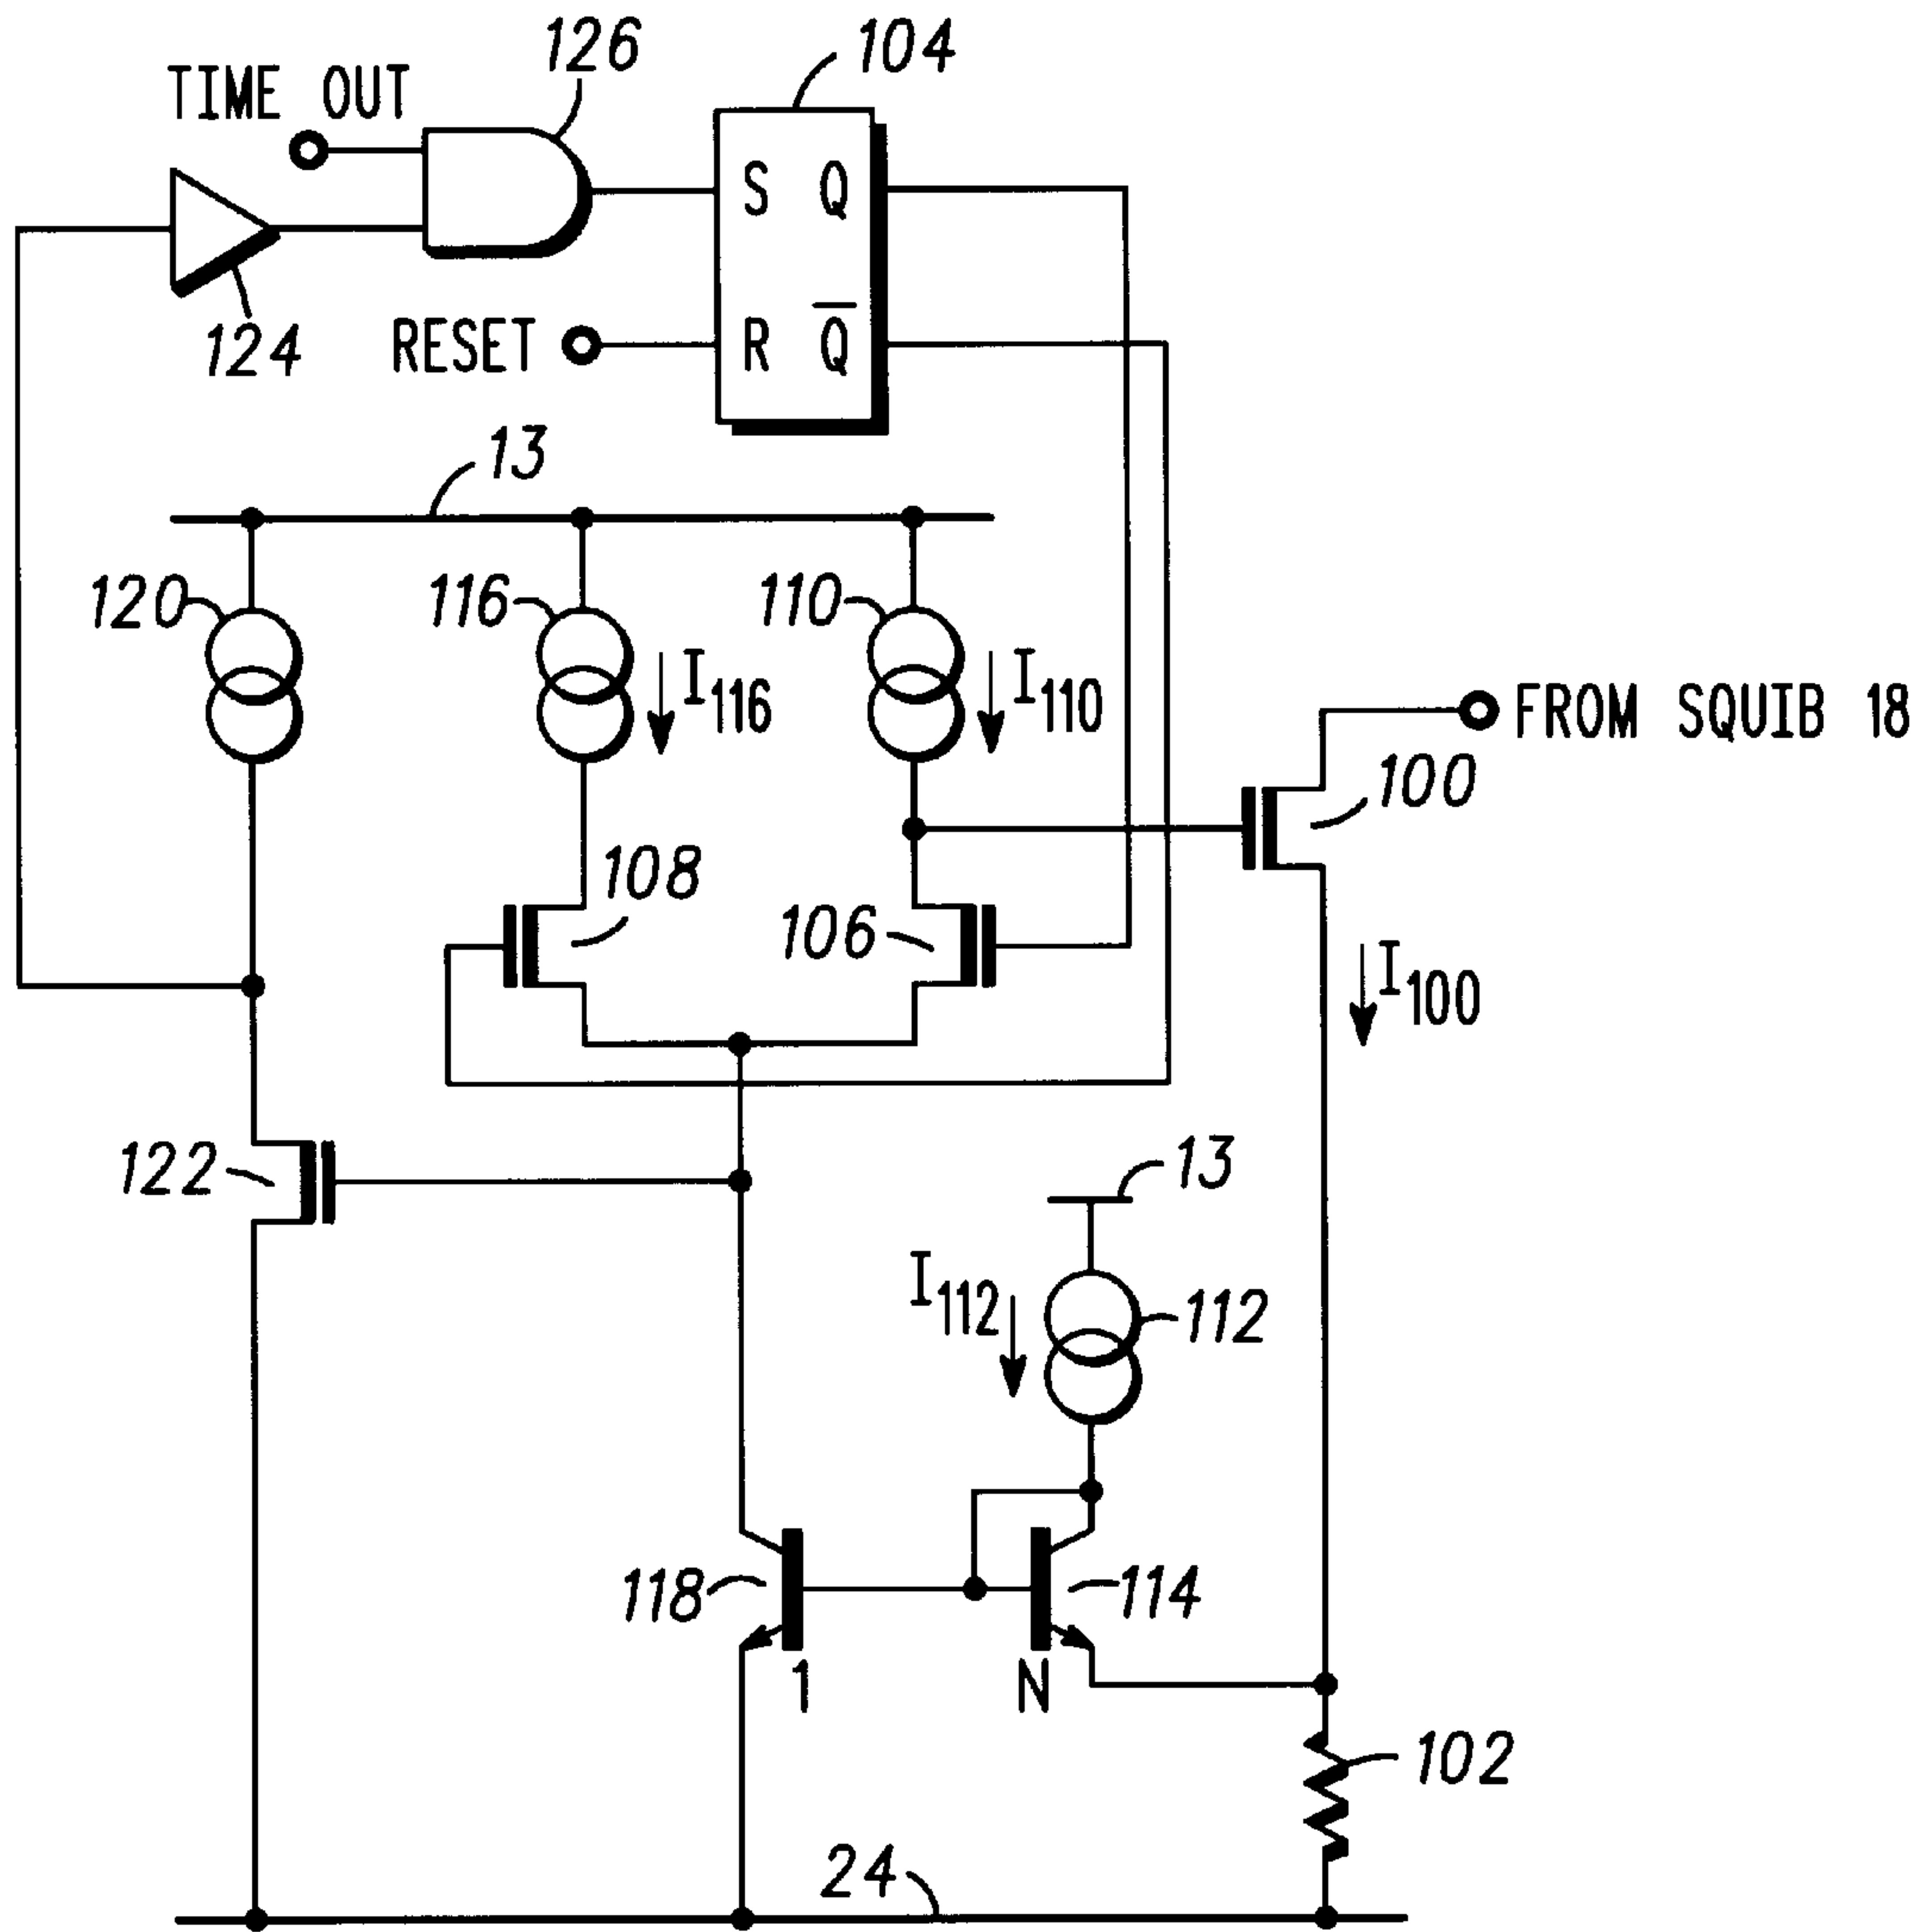 126
104
TIME OUT
S Q
124
RESET
R Q̅
13
120
116
110
I116
I110
FROM SQUIB 18
100
108
106
I100
122
13
I112
112
118
114
1
N
102
24